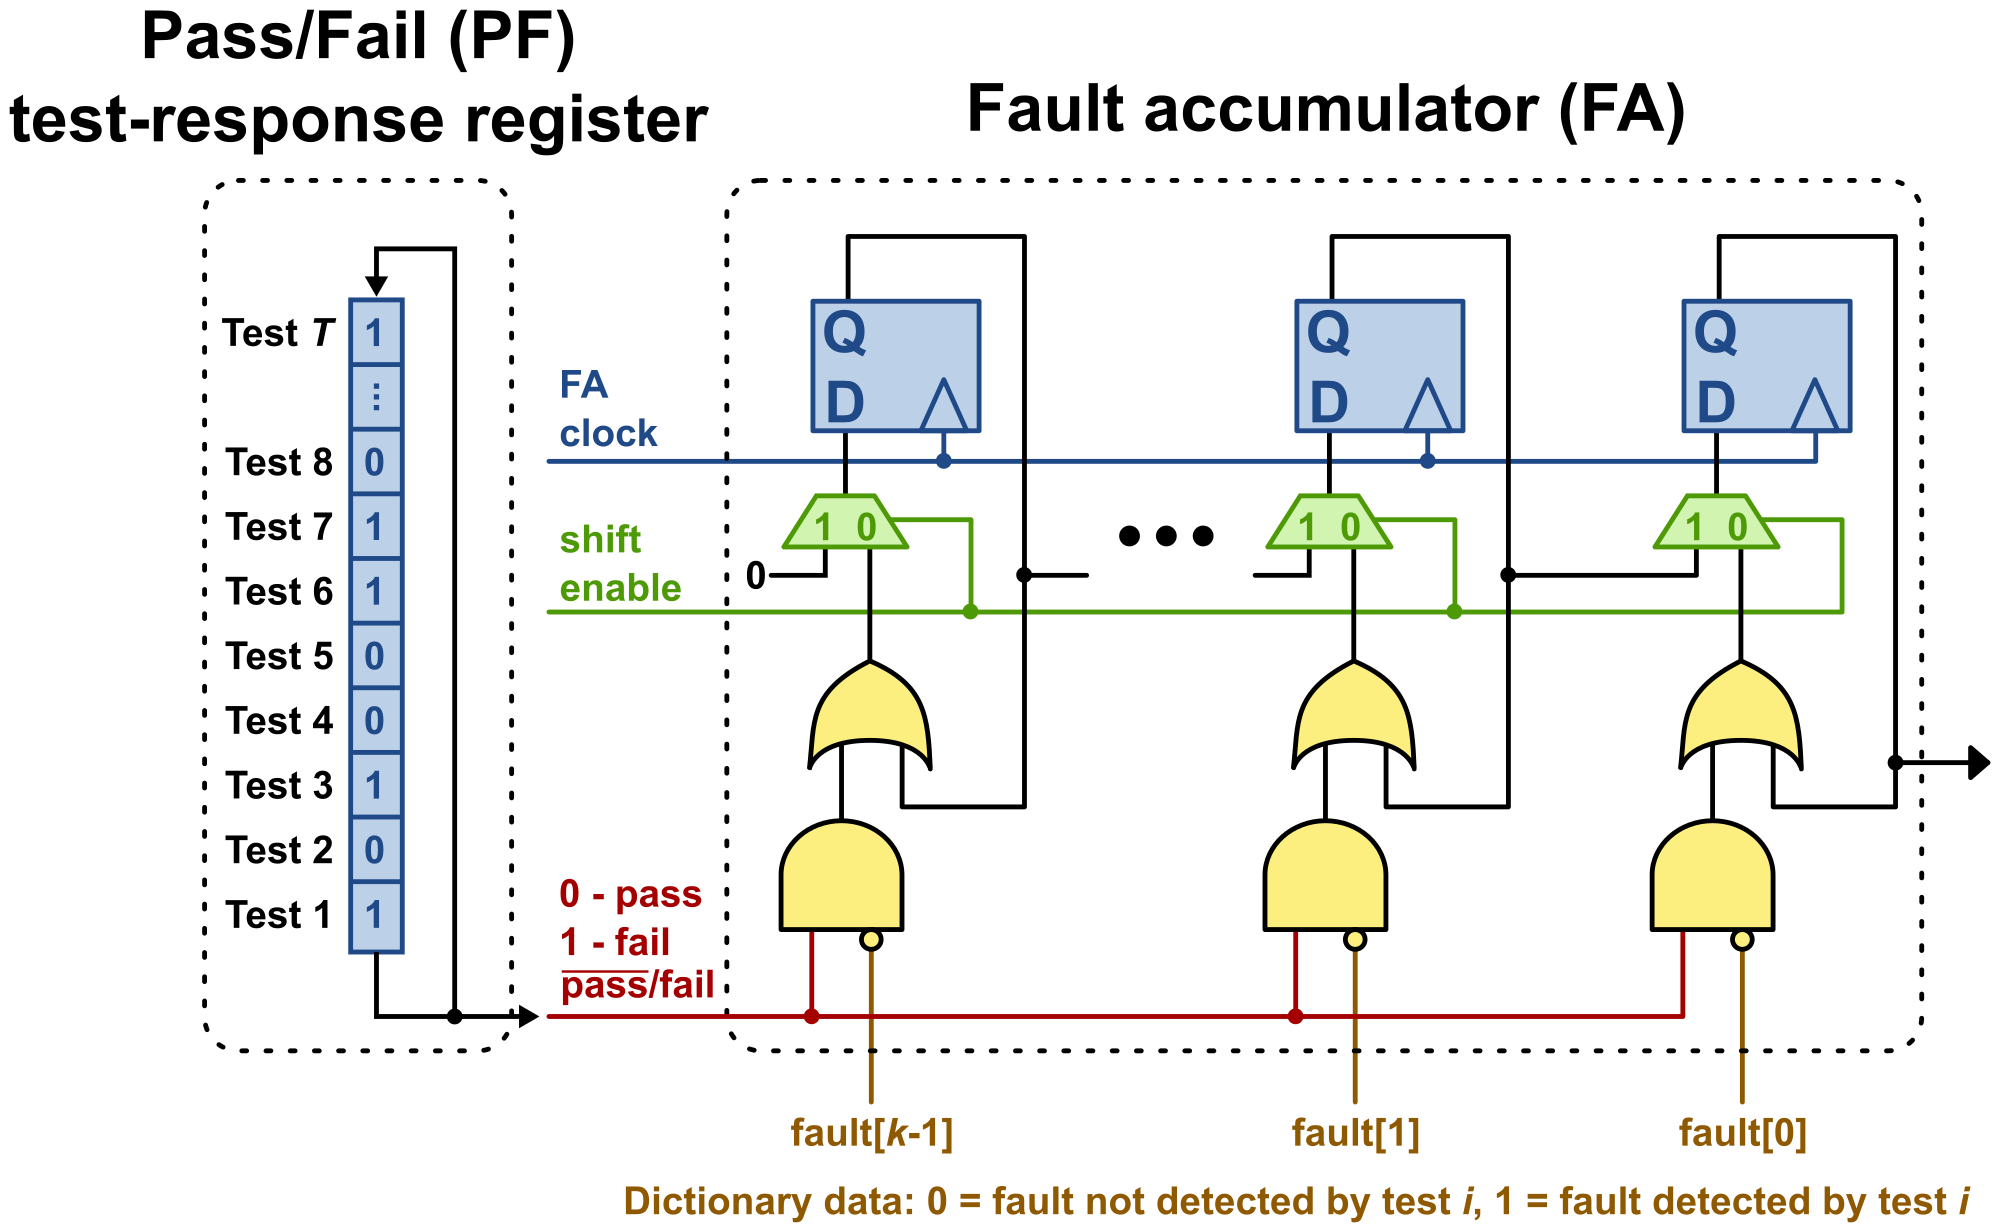 Pass/Fail (PF)
test-response register
Fault accumulator (FA)
Test T 1
⋮
Test 8 0
Test 7 1
Test 6 1
Test 5 0
Test 4 0
Test 3 1
Test 2 0
Test 1 1
FA
clock
shift
enable
0 - pass
1 - fail
pass/fail
Q
D
Q
D
Q
D
1 0
1 0
1 0
0
fault[k-1]
fault[1]
fault[0]
Dictionary data: 0 = fault not detected by test i, 1 = fault detected by test i